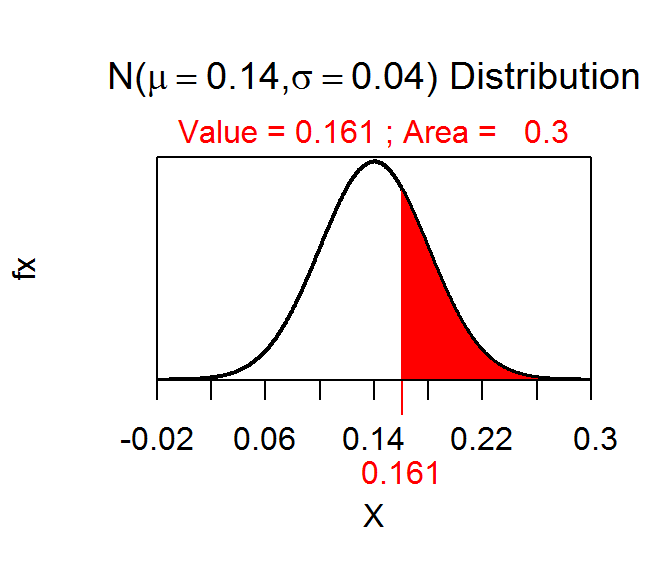 N(μ = 0.14,σ = 0.04) Distribution
Value = 0.161 ; Area = 0.3
fx
-0.02 0.06 0.14 0.22 0.3
0.161
X